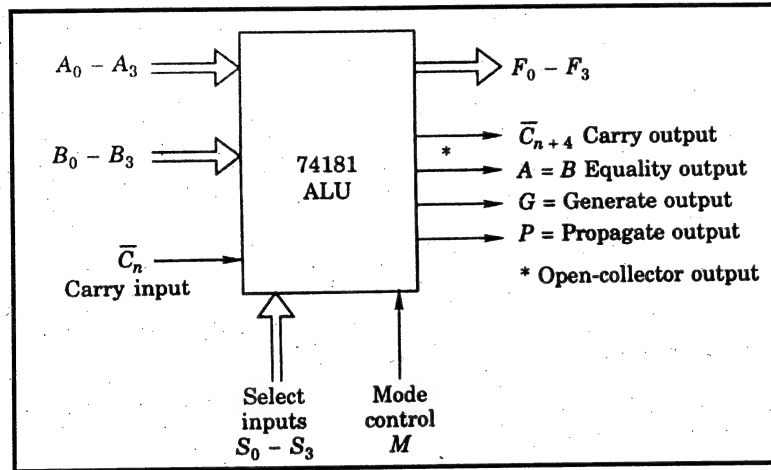 A₀ – A₃
F₀ – F₃
B₀ – B₃
74181
ALU
C̅ₙ₊₄ Carry output
*
A = B Equality output
G = Generate output
P = Propagate output
* Open-collector output
C̅ₙ
Carry input
Select
inputs
S₀ – S₃
Mode
control
M